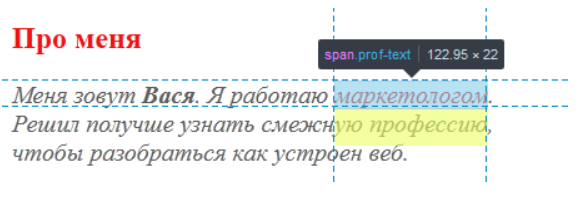 Про меня
span.prof-text 122.95 × 22
Меня зовут Вася. Я работаю маркетологом.
Решил получше узнать смежную профессию,
чтобы разобраться как устроен веб.